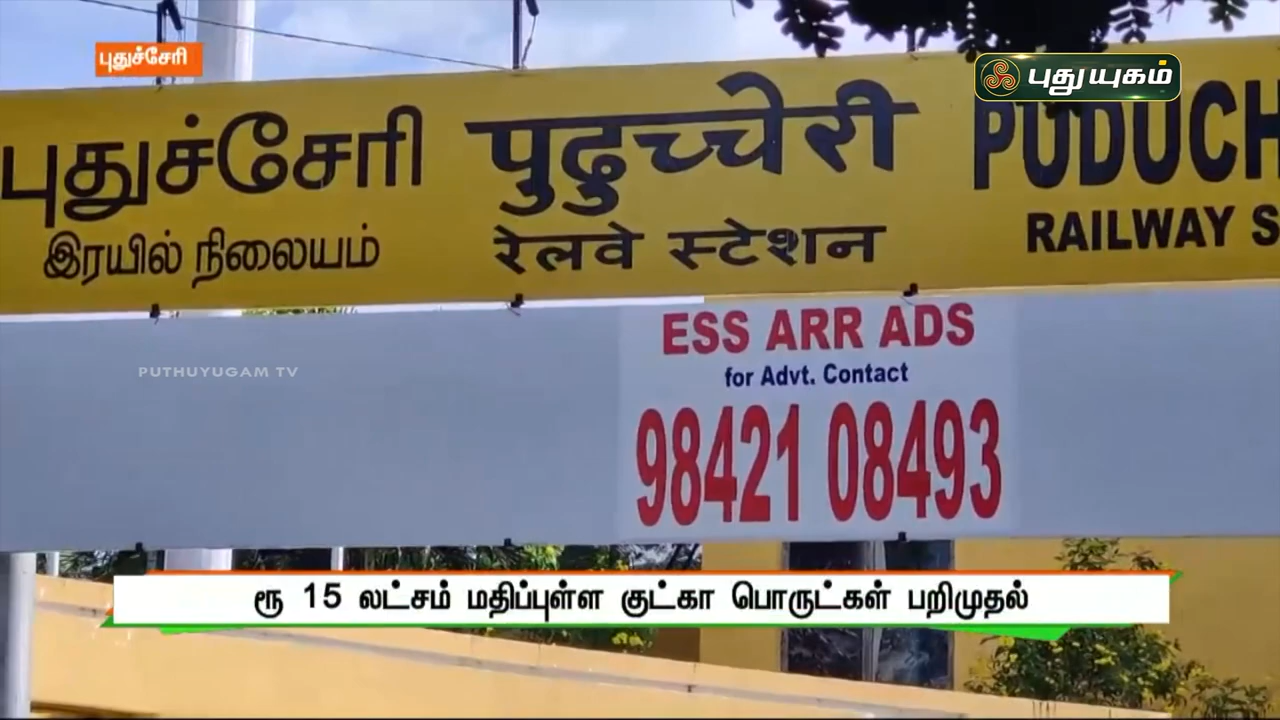 புதுச்சேரி
புதுயுகம்
புதுச்சேரி पुदुच्चेरी PUDUCH
இரயில் நிலையம் रेलवे स्टेशन RAILWAY S
ESS ARR ADS
for Advt. Contact
PUTHUYUGAM TV
98421 08493
ரூ 15 லட்சம் மதிப்புள்ள குட்கா பொருட்கள் பறிமுதல்